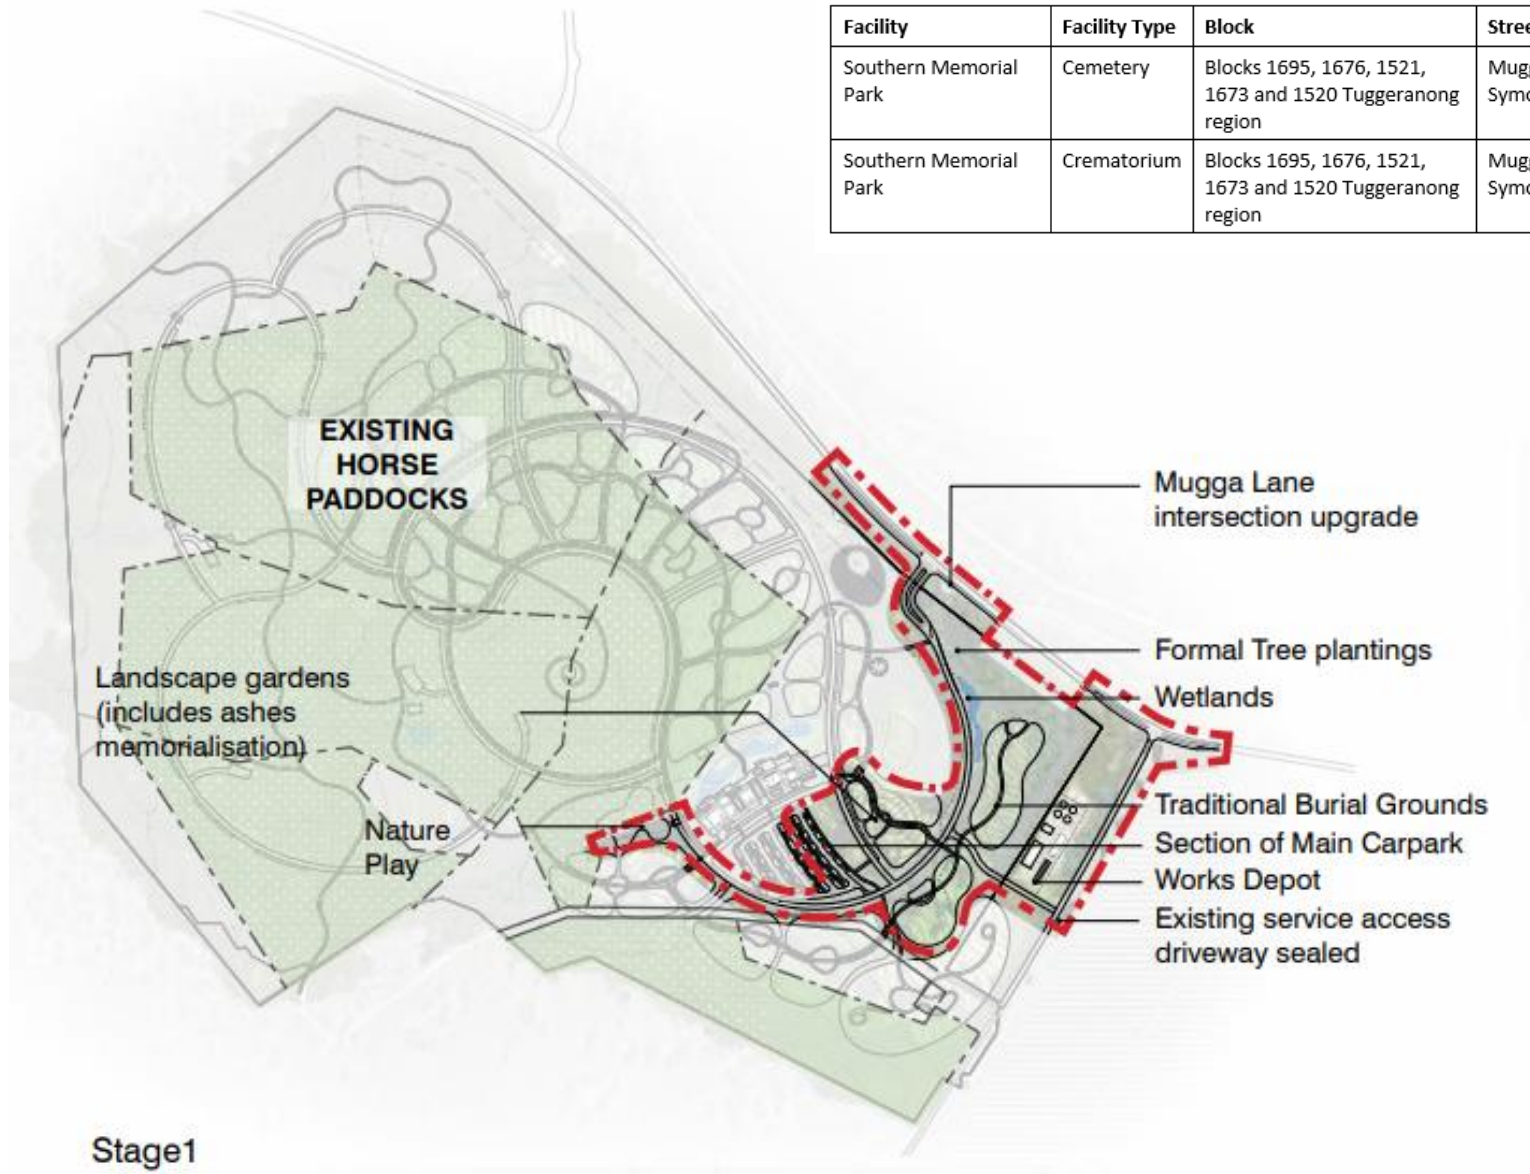 Facility Facility Type Block
Southern Memorial Cemetery Blocks 1695, 1676, 1521,
Park 1673 and 1520 Tuggeranong
region
Southern Memorial Crematorium Blocks 1695, 1676, 1521,
Park 1673 and 1520 Tuggeranong
region
EXISTING
HORSE
PADDOCKS
Mugga Lane
intersection upgrade
Formal Tree plantings
Wetlands
Landscape gardens
(includes ashes
memorialisation)
Nature
Play
Traditional Burial Grounds
Section of Main Carpark
Works Depot
Existing service access
driveway sealed
Stage1